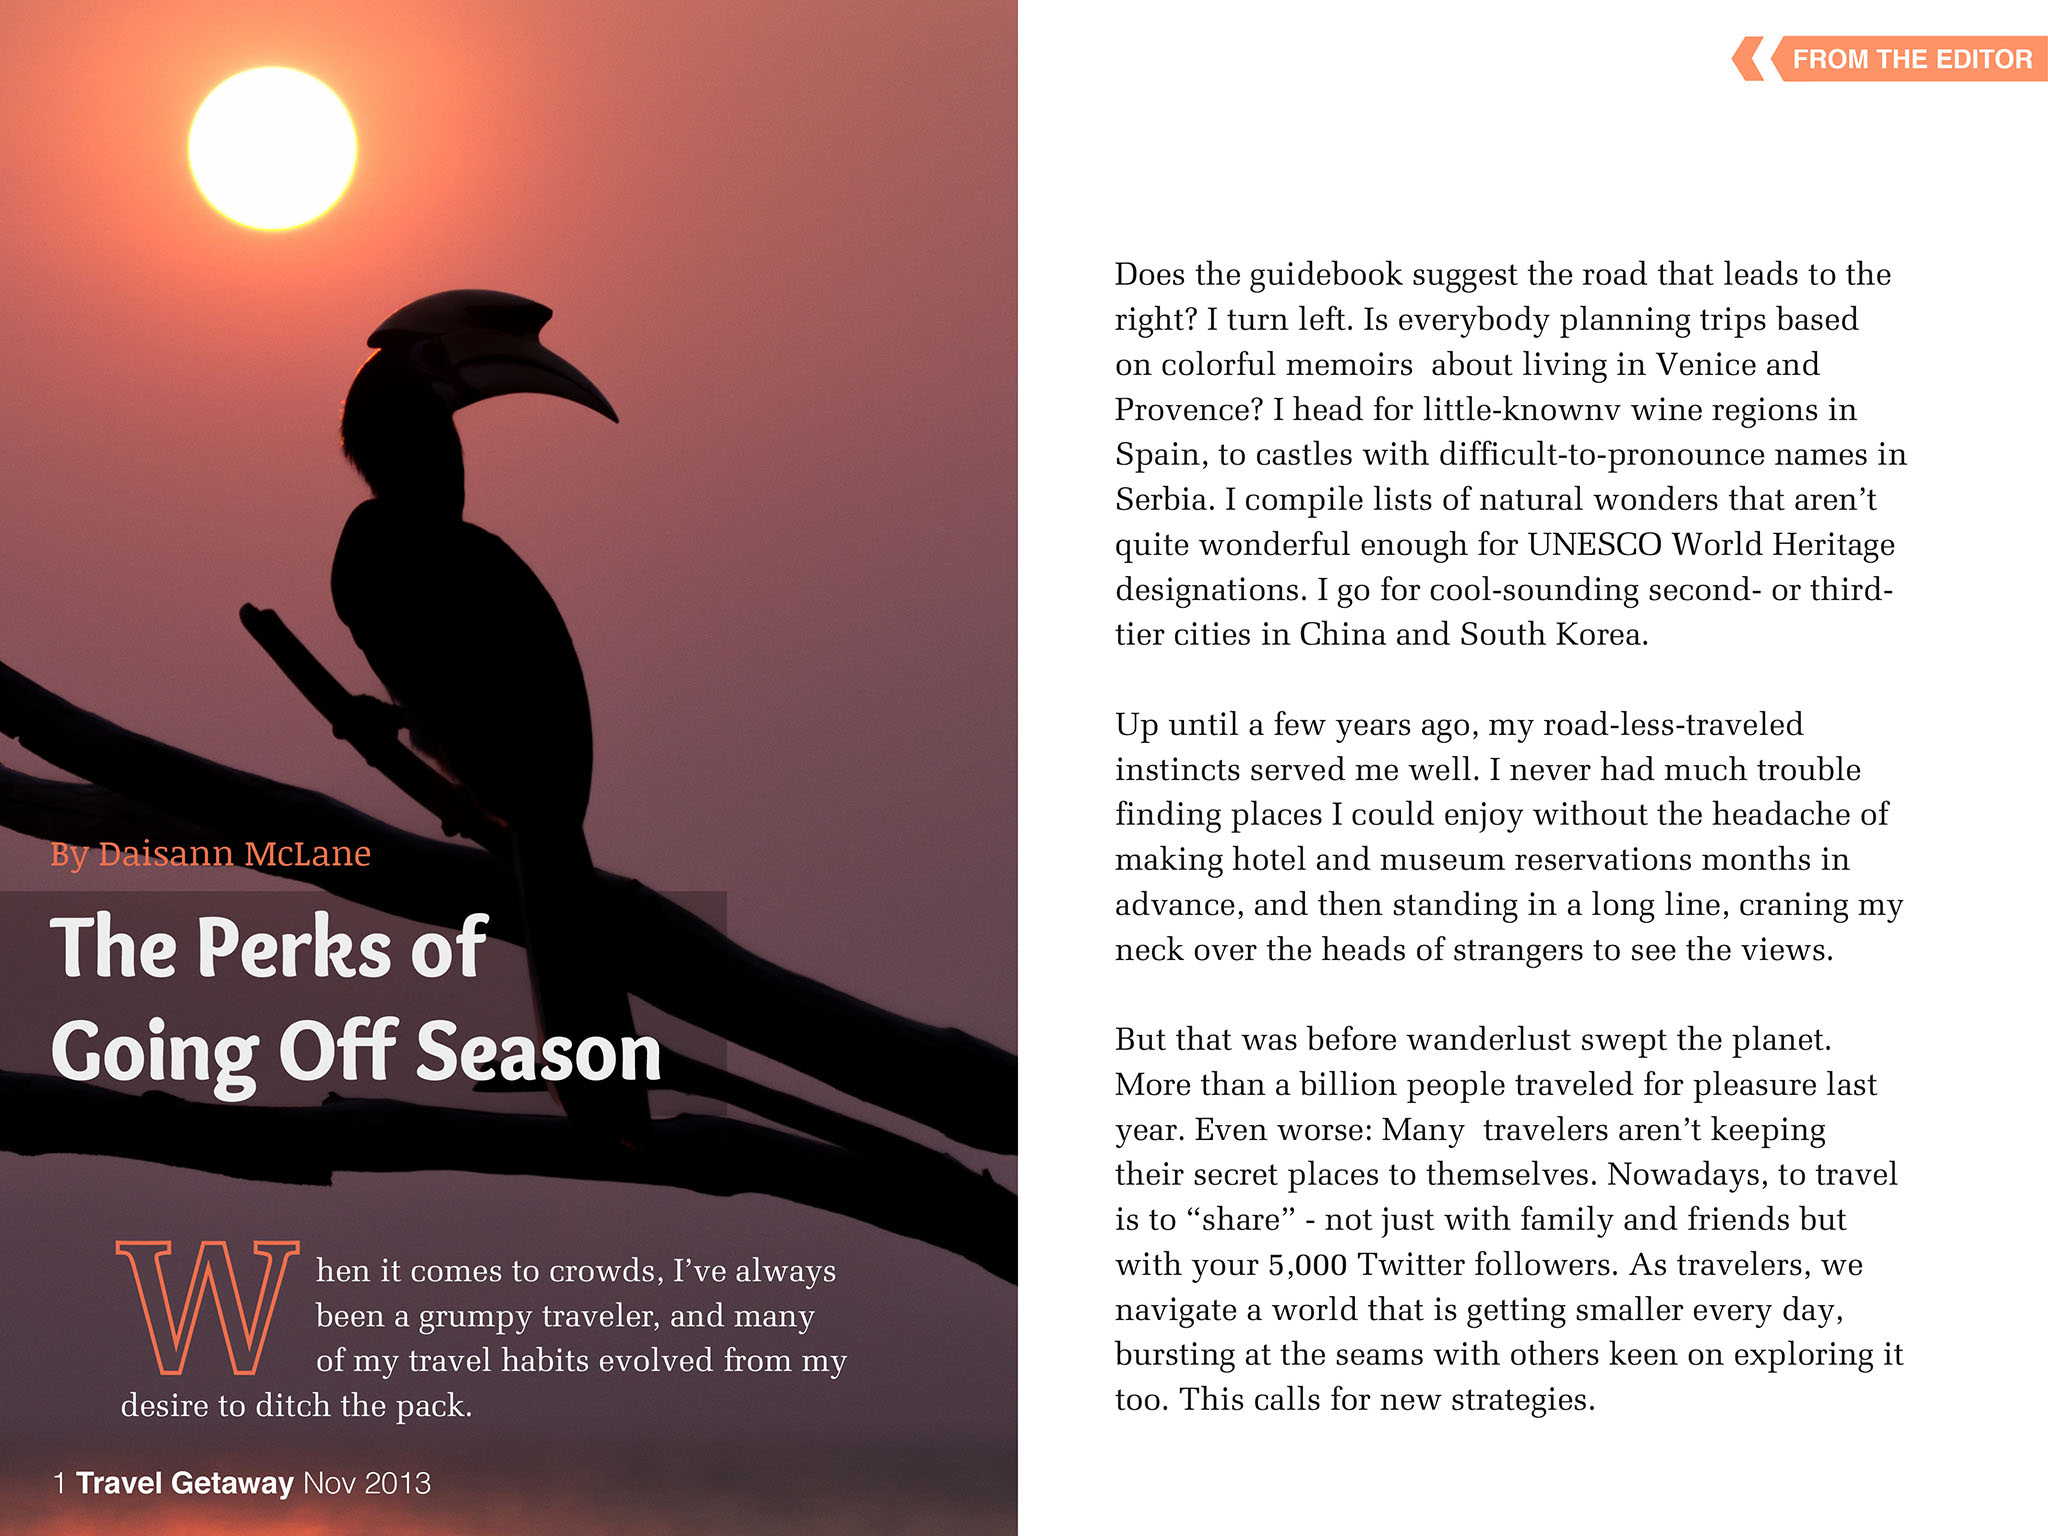 By Daisann McLane
The Perks of
Going Off Season
When it comes to crowds, I’ve always
been a grumpy traveler, and many
of my travel habits evolved from my
desire to ditch the pack.
1 Travel Getaway Nov 2013
FROM THE EDITOR
Does the guidebook suggest the road that leads to the
right? I turn left. Is everybody planning trips based
on colorful memoirs  about living in Venice and
Provence? I head for little-knownv wine regions in
Spain, to castles with difficult-to-pronounce names in
Serbia. I compile lists of natural wonders that aren’t
quite wonderful enough for UNESCO World Heritage
designations. I go for cool-sounding second- or third-
tier cities in China and South Korea.
Up until a few years ago, my road-less-traveled
instincts served me well. I never had much trouble
finding places I could enjoy without the headache of
making hotel and museum reservations months in
advance, and then standing in a long line, craning my
neck over the heads of strangers to see the views.
But that was before wanderlust swept the planet.
More than a billion people traveled for pleasure last
year. Even worse: Many  travelers aren’t keeping
their secret places to themselves. Nowadays, to travel
is to “share” - not just with family and friends but
with your 5,000 Twitter followers. As travelers, we
navigate a world that is getting smaller every day,
bursting at the seams with others keen on exploring it
too. This calls for new strategies.